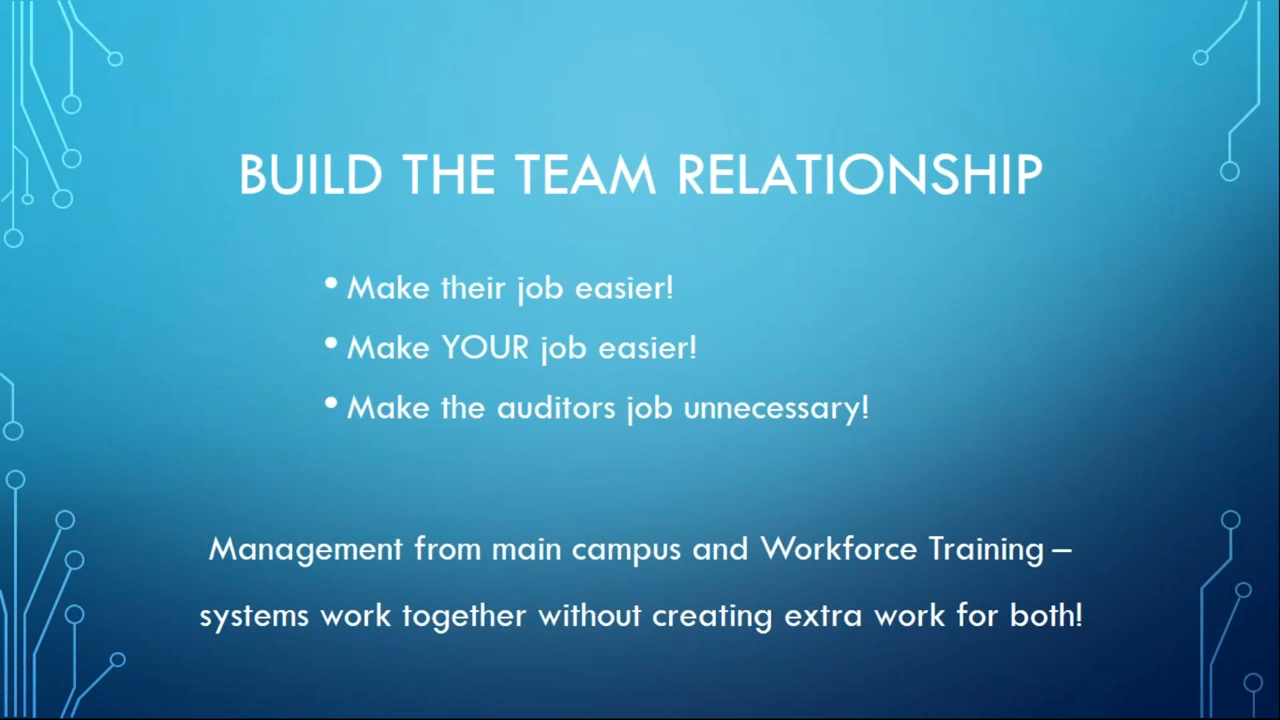 BUILD THE TEAM RELATIONSHIP
• Make their job easier!
• Make YOUR job easier!
• Make the auditors job unnecessary!
Management from main campus and Workforce Training –
systems work together without creating extra work for both!